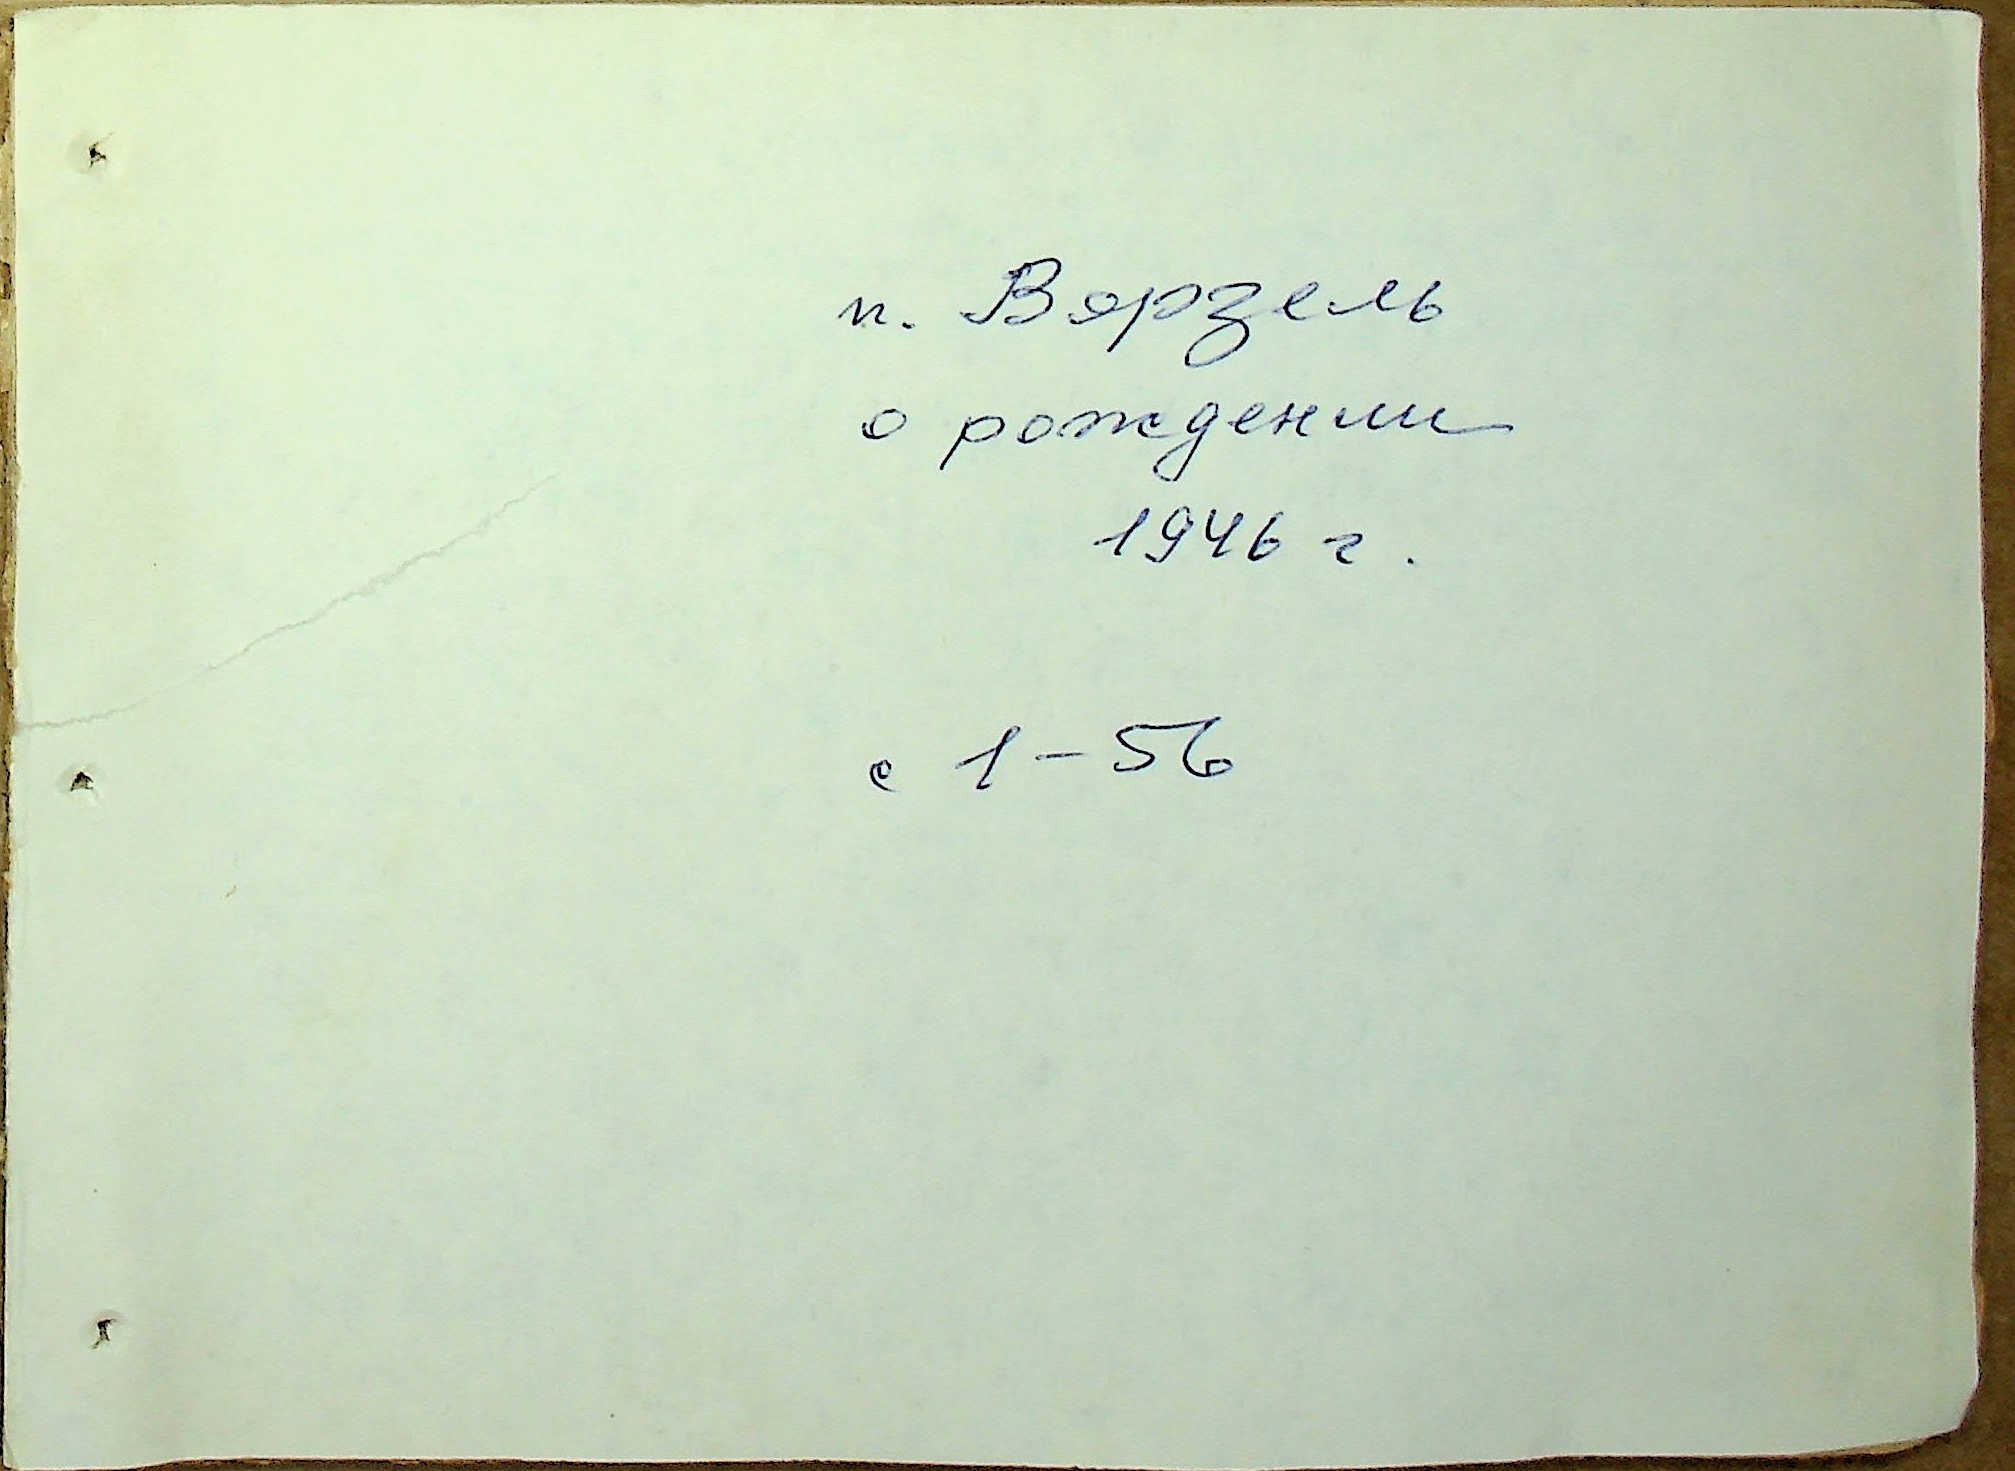 п. Ворзель
о рождении
1946 г.
с 1-56